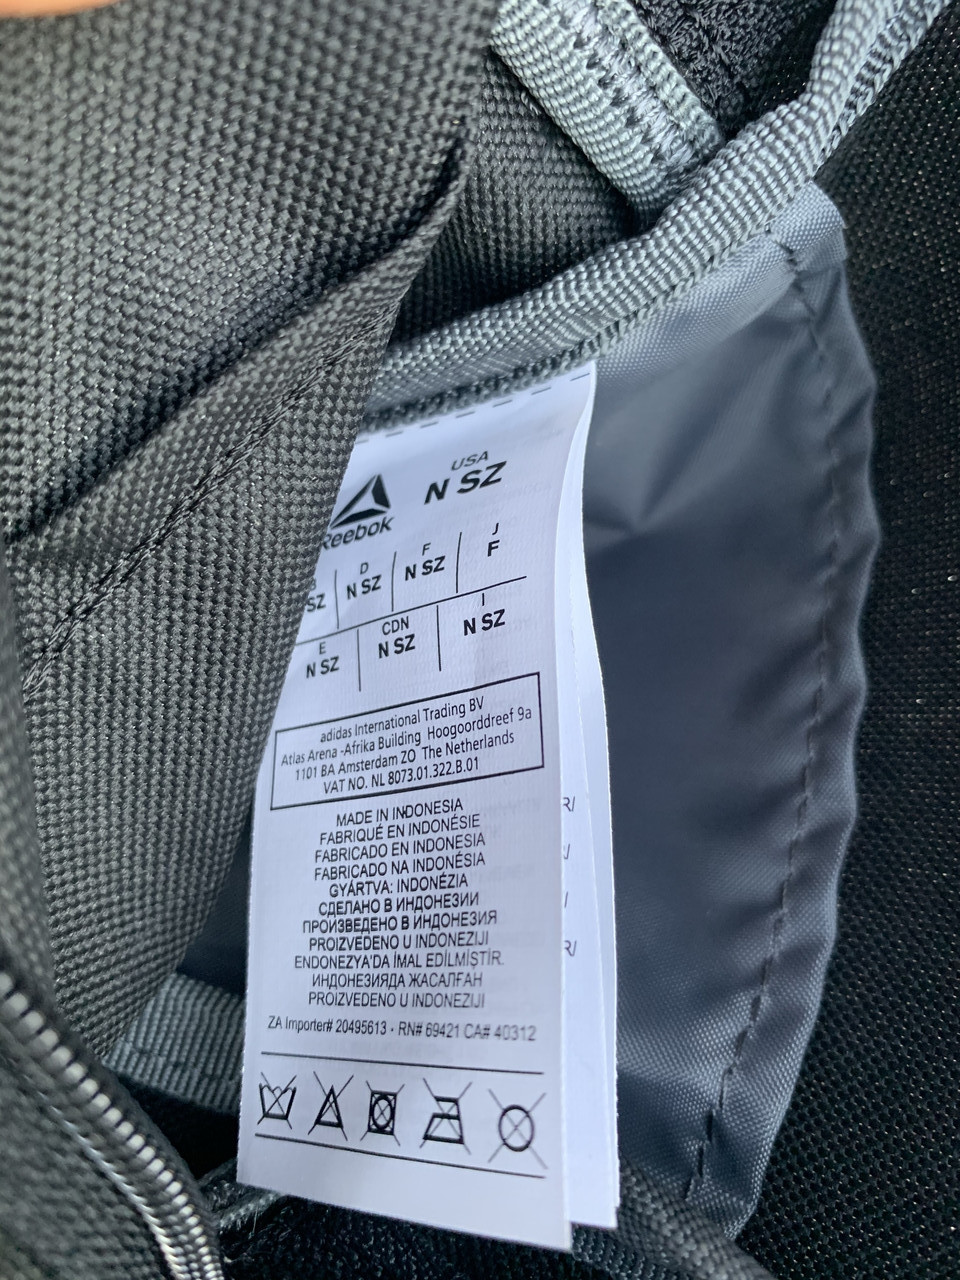 Reebok
USA
N SZ
SZ
D
N SZ
F
N SZ
J
F
E
N SZ
CDN
N SZ
I
N SZ
adidas International Trading BV
Atlas Arena -Afrika Building Hoogoorddreef 9a
1101 BA Amsterdam ZO The Netherlands
VAT NO. NL 8073.01.322.B.01
MADE IN INDONESIA
FABRIQUÉ EN INDONÉSIE
FABRICADO EN INDONESIA
FABRICADO NA INDONÉSIA
GYÁRTVA: INDONÉZIA
СДЕЛАНО В ИНДОНЕЗИИ
ПРОИЗВЕДЕНО В ИНДОНЕЗИЯ
PROIZVEDENO U INDONEZIJI
ENDONEZYA'DA İMAL EDİLMİŞTİR.
ИНДОНЕЗИЯДА ЖАСАЛҒАН
PROIZVEDENO U INDONEZIJI
ZA Importer# 20495613 · RN# 69421 CA# 40312